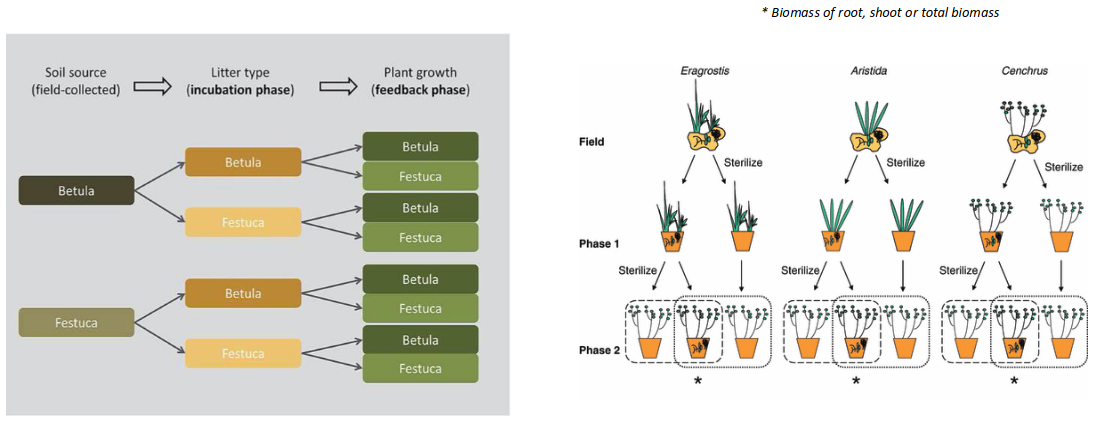 * Biomass of root, shoot or total biomass
Soil source
(field-collected)
Litter type
(incubation phase)
Plant growth
(feedback phase)
Betula
Festuca
Betula
Festuca
Betula
Festuca
Betula
Festuca
Betula
Festuca
Betula
Festuca
Betula
Festuca
Eragrostis
Aristida
Cenchrus
Field
Sterilize
Sterilize
Sterilize
Phase 1
Sterilize
Sterilize
Sterilize
Phase 2
*
*
*